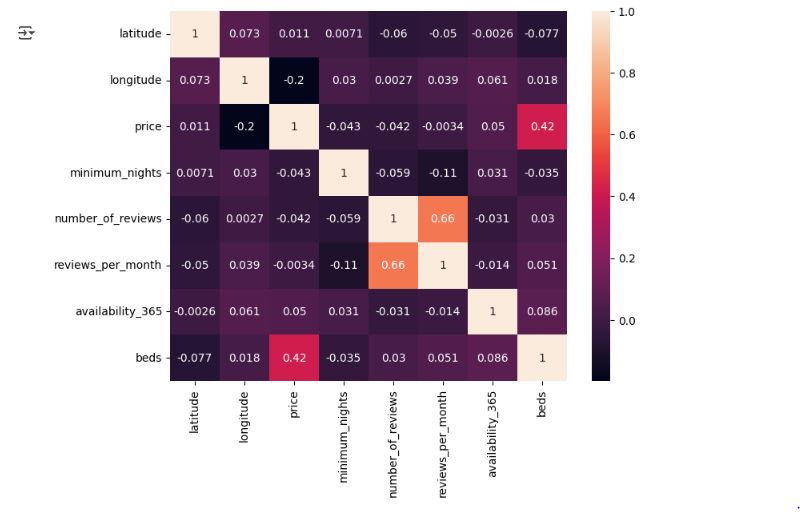 latitude 1 0.073 0.011 0.0071 -0.06 -0.05 -0.0026 -0.077
longitude 0.073 1 -0.2 0.03 0.0027 0.039 0.061 0.018
price 0.011 -0.2 1 -0.043 -0.042 -0.0034 0.05 0.42
minimum_nights 0.0071 0.03 -0.043 1 -0.059 -0.11 0.031 -0.035
number_of_reviews -0.06 0.0027 -0.042 -0.059 1 0.66 -0.031 0.03
reviews_per_month -0.05 0.039 -0.0034 -0.11 0.66 1 -0.014 0.051
availability_365 -0.0026 0.061 0.05 0.031 -0.031 -0.014 1 0.086
beds -0.077 0.018 0.42 -0.035 0.03 0.051 0.086 1
latitude
longitude
price
minimum_nights
number_of_reviews
reviews_per_month
availability_365
beds
1.0
0.8
0.6
0.4
0.2
0.0